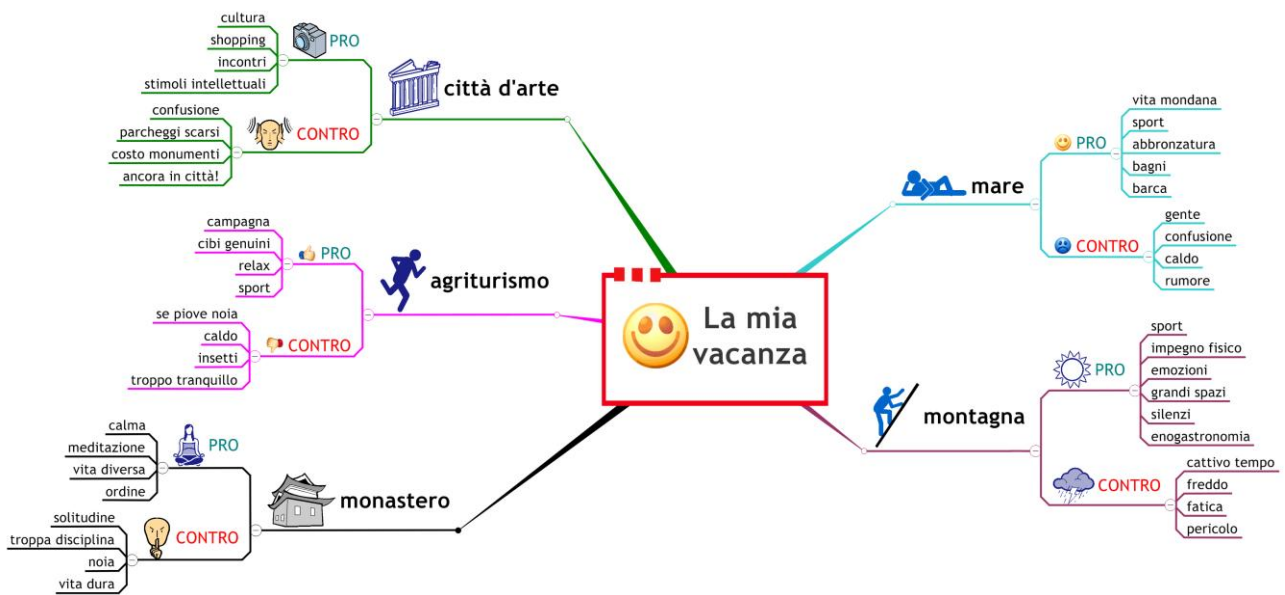 La mia
vacanza
città d'arte
PRO
cultura
shopping
incontri
stimoli intellettuali
CONTRO
confusione
parcheggi scarsi
costo monumenti
ancora in città!
agriturismo
PRO
campagna
cibi genuini
relax
sport
CONTRO
se piove noia
caldo
insetti
troppo tranquillo
monastero
PRO
calma
meditazione
vita diversa
ordine
CONTRO
solitudine
troppa disciplina
noia
vita dura
mare
PRO
vita mondana
sport
abbronzatura
bagni
barca
CONTRO
gente
confusione
caldo
rumore
montagna
PRO
sport
impegno fisico
emozioni
grandi spazi
silenzi
enogastronomia
CONTRO
cattivo tempo
freddo
fatica
pericolo